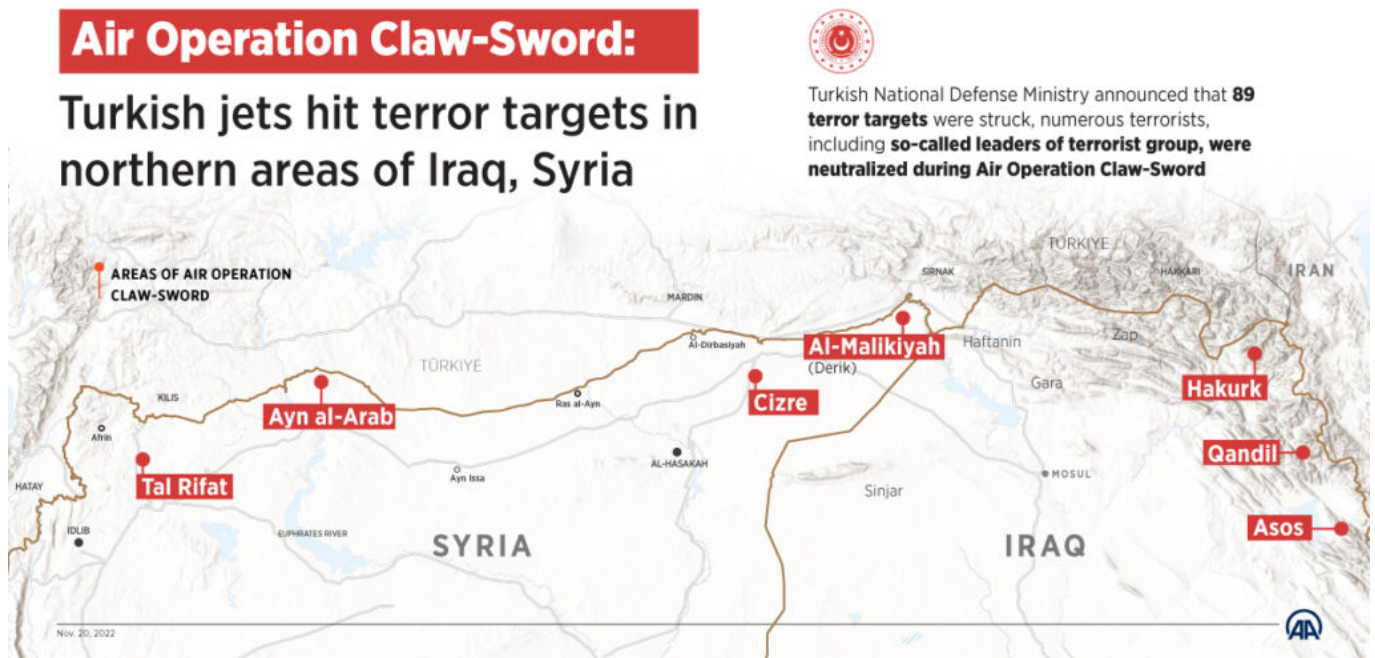 Air Operation Claw-Sword:
Turkish jets hit terror targets in
northern areas of Iraq, Syria
Turkish National Defense Ministry announced that 89
terror targets were struck, numerous terrorists,
including so-called leaders of terrorist group, were
neutralized during Air Operation Claw-Sword
AREAS OF AIR OPERATION
CLAW-SWORD
TÜRKİYE
IRAN
SIRNAK
HAKKARI
MARDIN
Al-Dirbasiyah
Al-Malikiyah
(Derik)
Haftanin
Zap
TÜRKİYE
KILIS
Ayn al-Arab
Ras al-Ayn
Cizre
Gara
Hakurk
Afrin
Qandil
HATAY
Tal Rifat
Ayn Issa
AL-HASAKAH
Sinjar
MOSUL
IDLIB
EUPHRATES RIVER
SYRIA
IRAQ
Asos
Nov. 20, 2022
AA